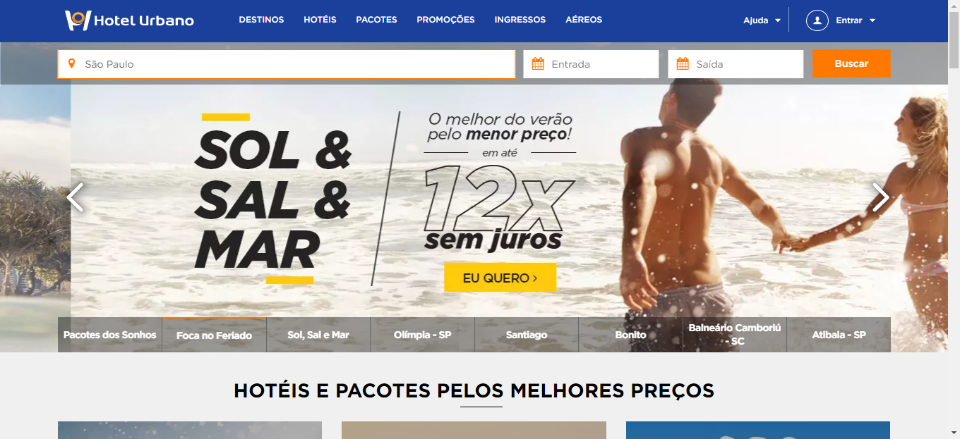 Hotel Urbano
DESTINOS HOTÉIS PACOTES PROMOÇÕES INGRESSOS AÉREOS
Ajuda Entrar
São Paulo
Entrada
Saída
Buscar
SOL &
SAL &
MAR
O melhor do verão
pelo menor preço!
em até
12x
sem juros
EU QUERO >
Pacotes dos Sonhos
Foca no Feriado
Sol, Sal e Mar
Olímpia - SP
Santiago
Bonito
Balneário Camboriú
- SC
Atibaia - SP
HOTÉIS E PACOTES PELOS MELHORES PREÇOS